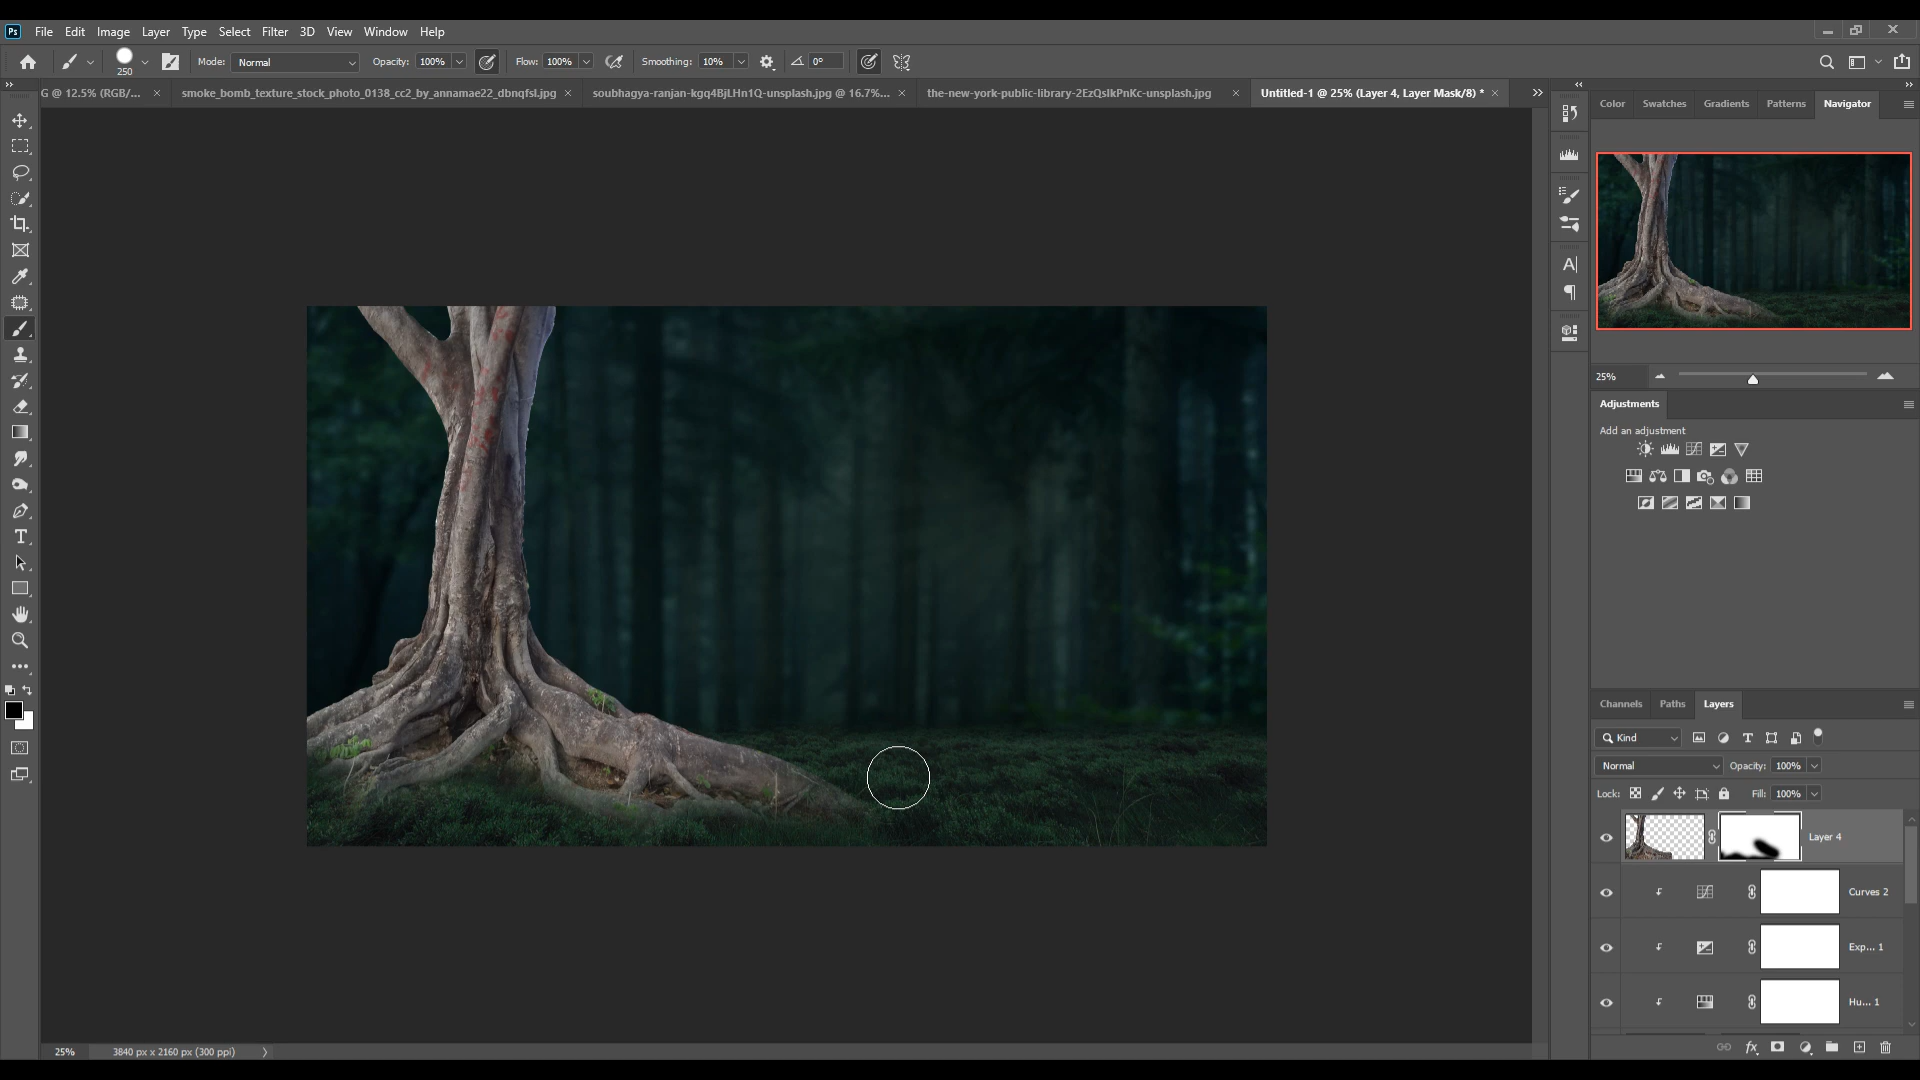 Ps File Edit Image Layer Type Select Filter 3D View Window Help
250 Mode: Normal Opacity: 100% Flow: 100% Smoothing: 10% 0°
G @ 12.5% (RGB/... × smoke_bomb_texture_stock_photo_0138_cc2_by_annamae22_dbnqfsl.jpg × soubhagya-ranjan-kgq4BjLHn1Q-unsplash.jpg @ 16.7%... × the-new-york-public-library-2EzQslkPnKc-unsplash.jpg × Untitled-1 @ 25% (Layer 4, Layer Mask/8) * ×
Color Swatches Gradients Patterns Navigator
25%
Adjustments
Add an adjustment
Channels Paths Layers
Kind
Normal Opacity: 100%
Lock: Fill: 100%
Layer 4
Curves 2
Exp... 1
Hu... 1
25% 3840 px x 2160 px (300 ppi)